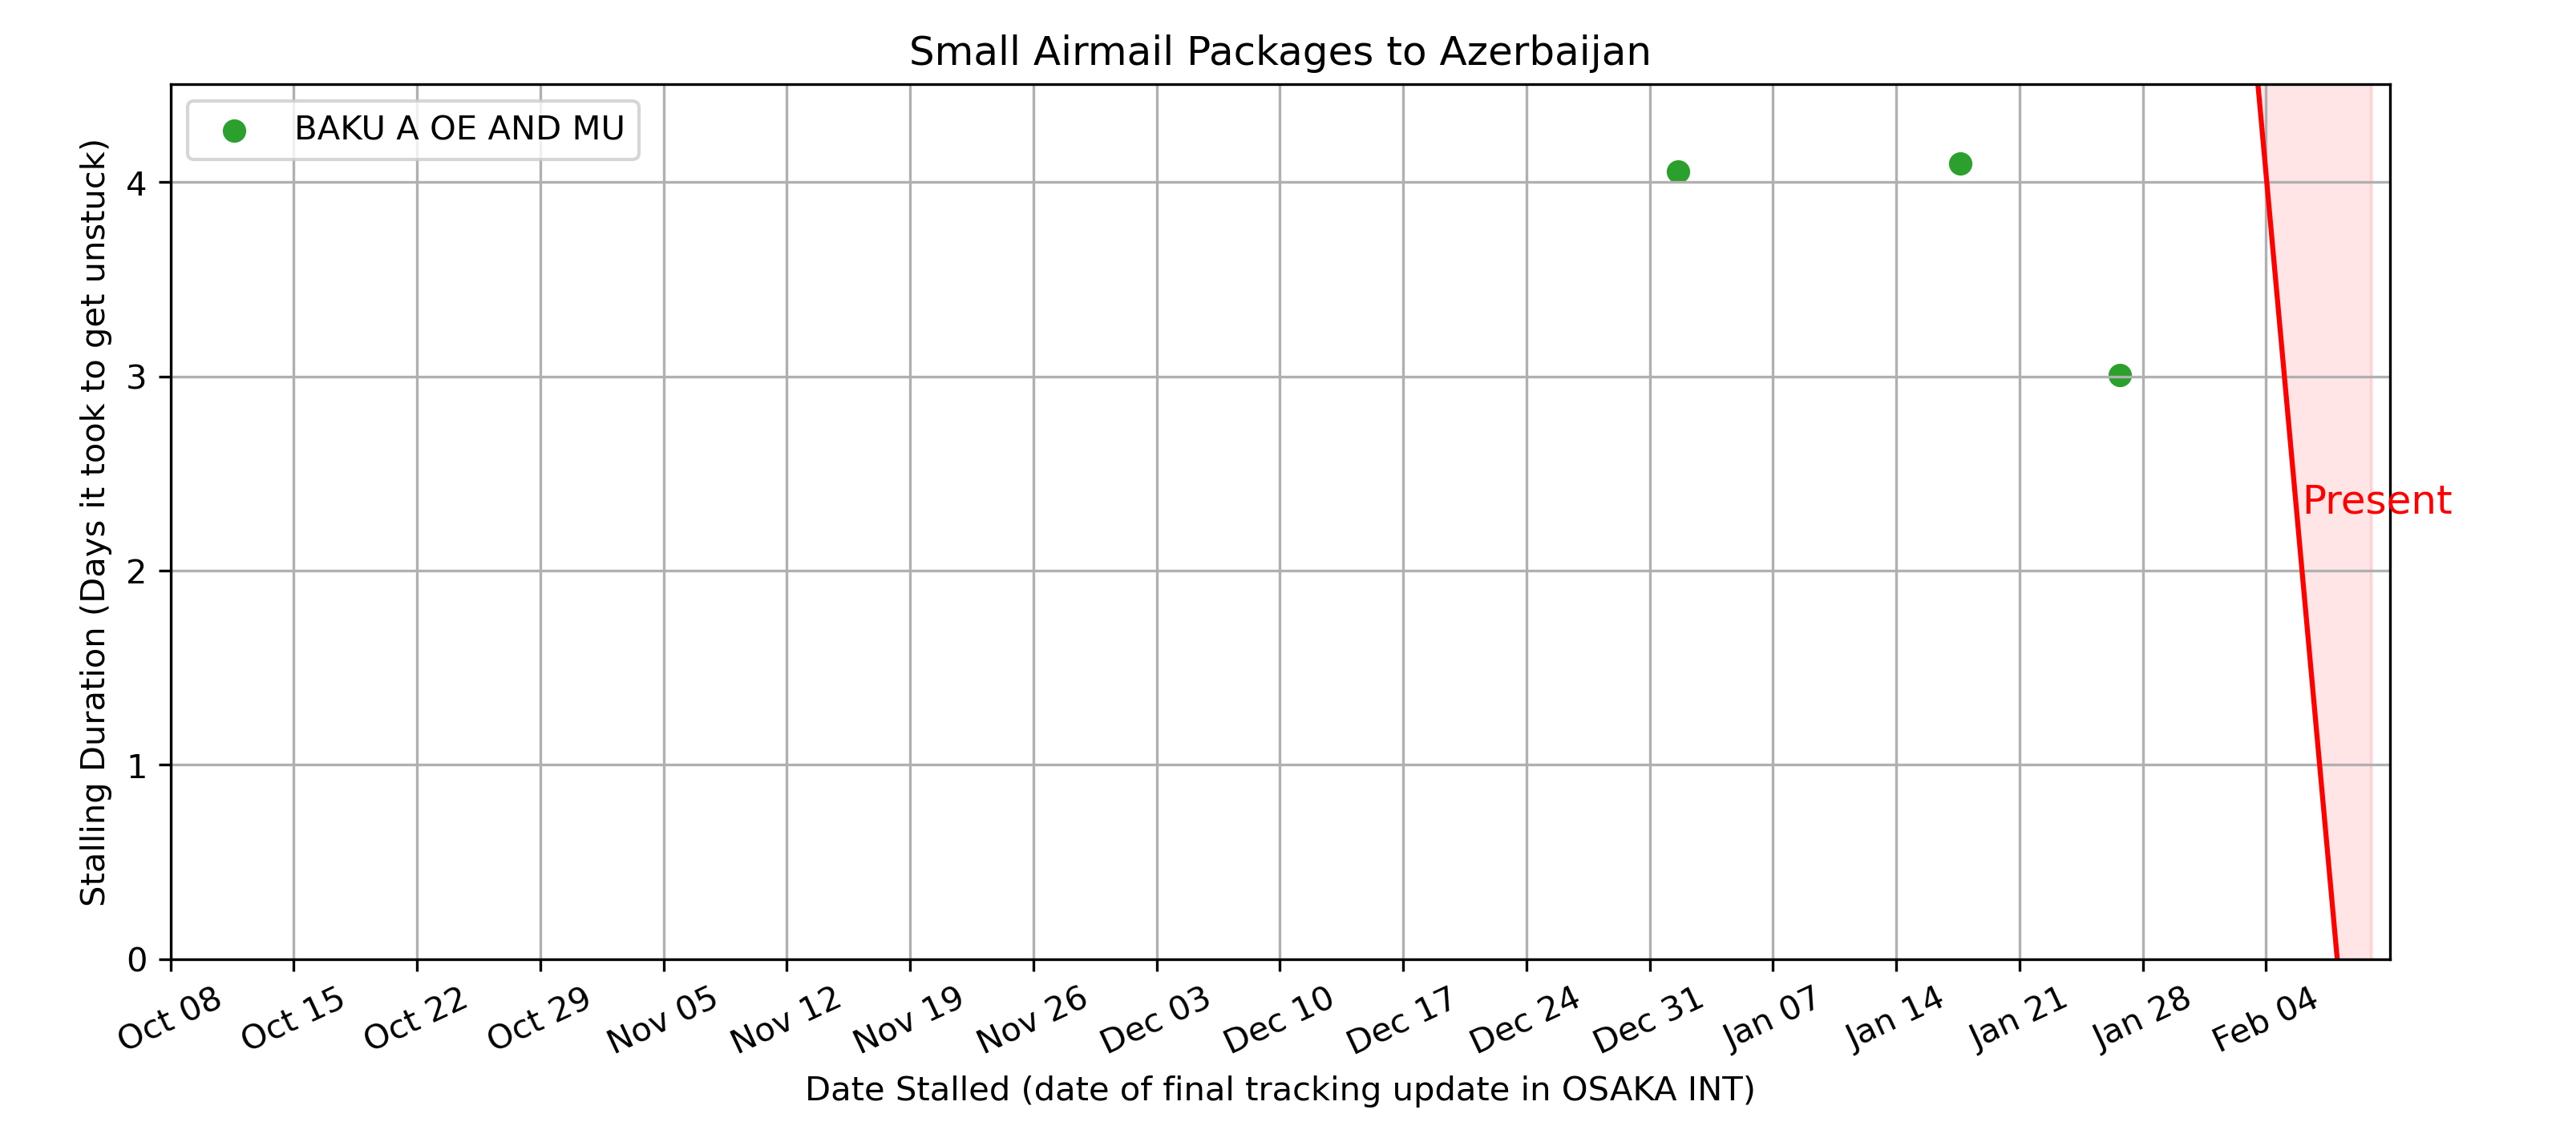 Small Airmail Packages to Azerbaijan
BAKU A OE AND MU
Stalling Duration (Days it took to get unstuck)
4
3
2
1
0
Present
Oct 08 Oct 15 Oct 22 Oct 29 Nov 05 Nov 12 Nov 19 Nov 26 Dec 03 Dec 10 Dec 17 Dec 24 Dec 31 Jan 07 Jan 14 Jan 21 Jan 28 Feb 04
Date Stalled (date of final tracking update in OSAKA INT)